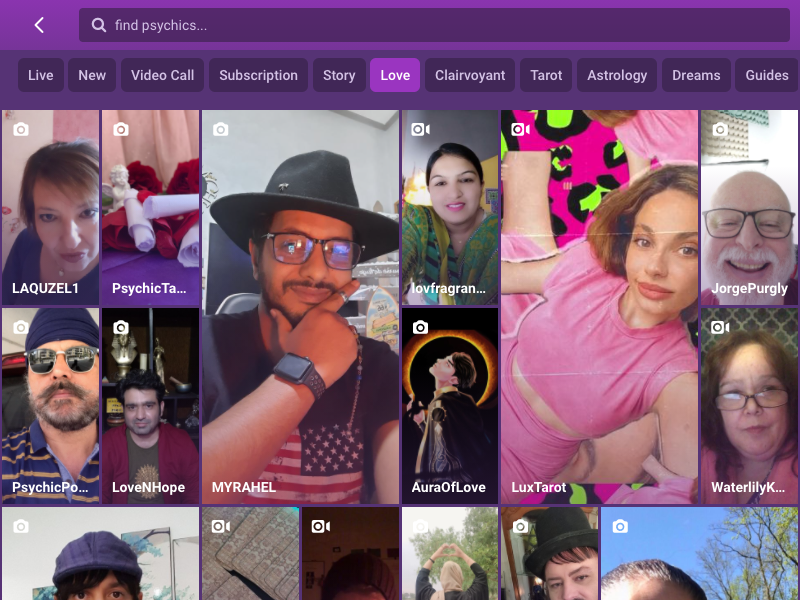 find psychics...
Live
New
Video Call
Subscription
Story
Love
Clairvoyant
Tarot
Astrology
Dreams
Guides
LAQUZEL1
PsychicTa...
lovfragran...
JorgePurgly
PsychicPo...
LoveNHope
MYRAHEL
AuraOfLove
LuxTarot
WaterlilyK...